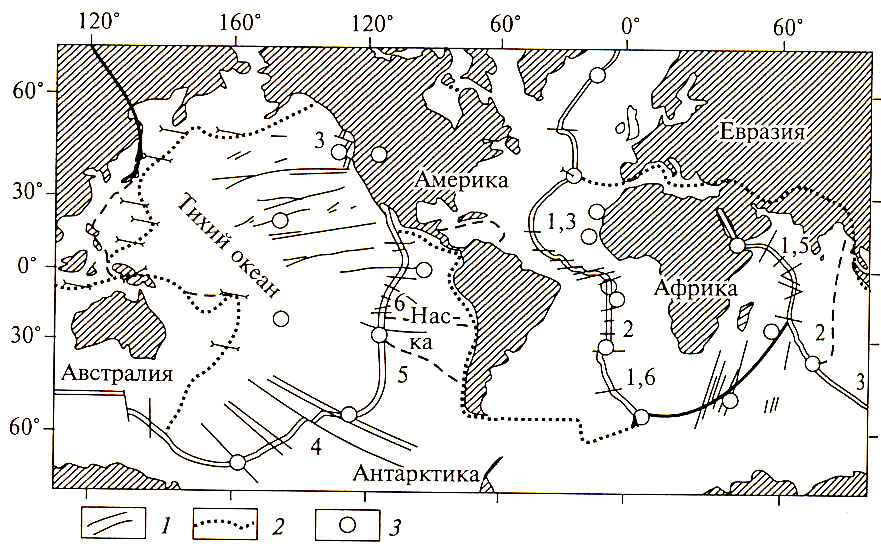 120° 160° 120° 60° 0° 60°
60°
30°
0°
30°
60°
3
Америка
Евразия
Тихий океан
1,3
1,5
Африка
6
Нас-
ка
2
2
5
1,6
3
Австралия
4
Антарктика
1 2 3